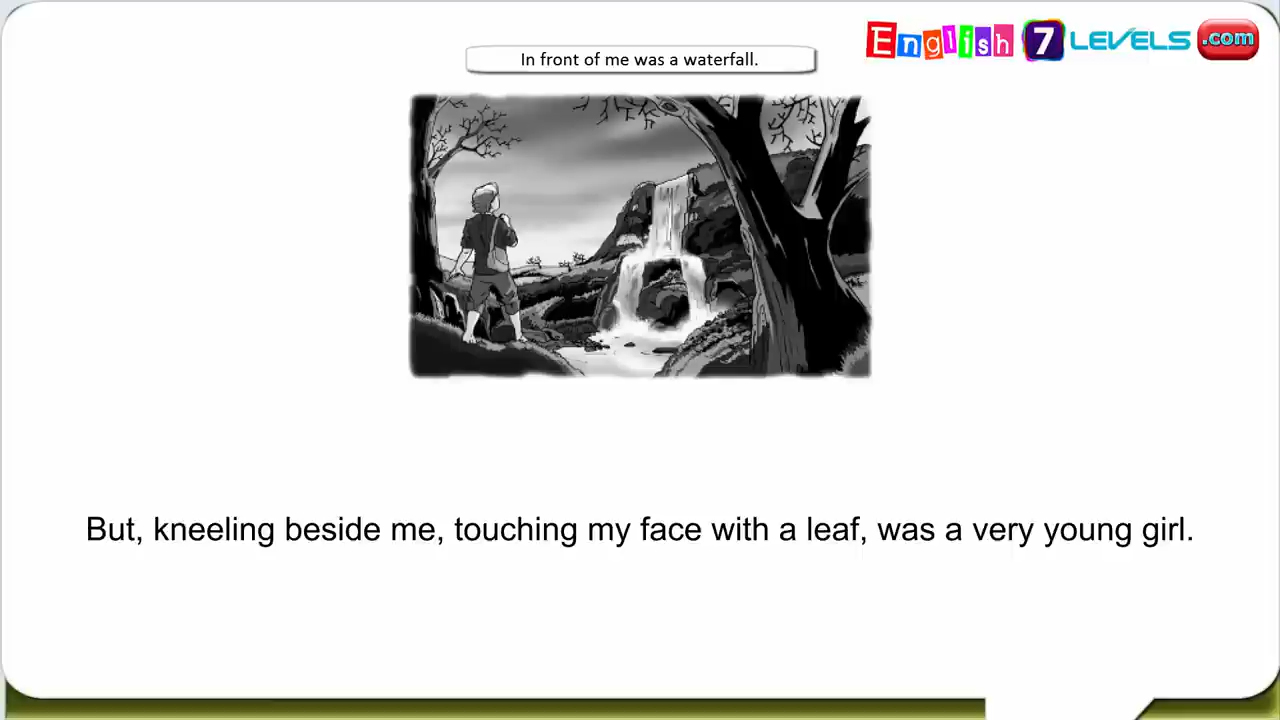 English 7 LEVELS .com
In front of me was a waterfall.
But, kneeling beside me, touching my face with a leaf, was a very young girl.